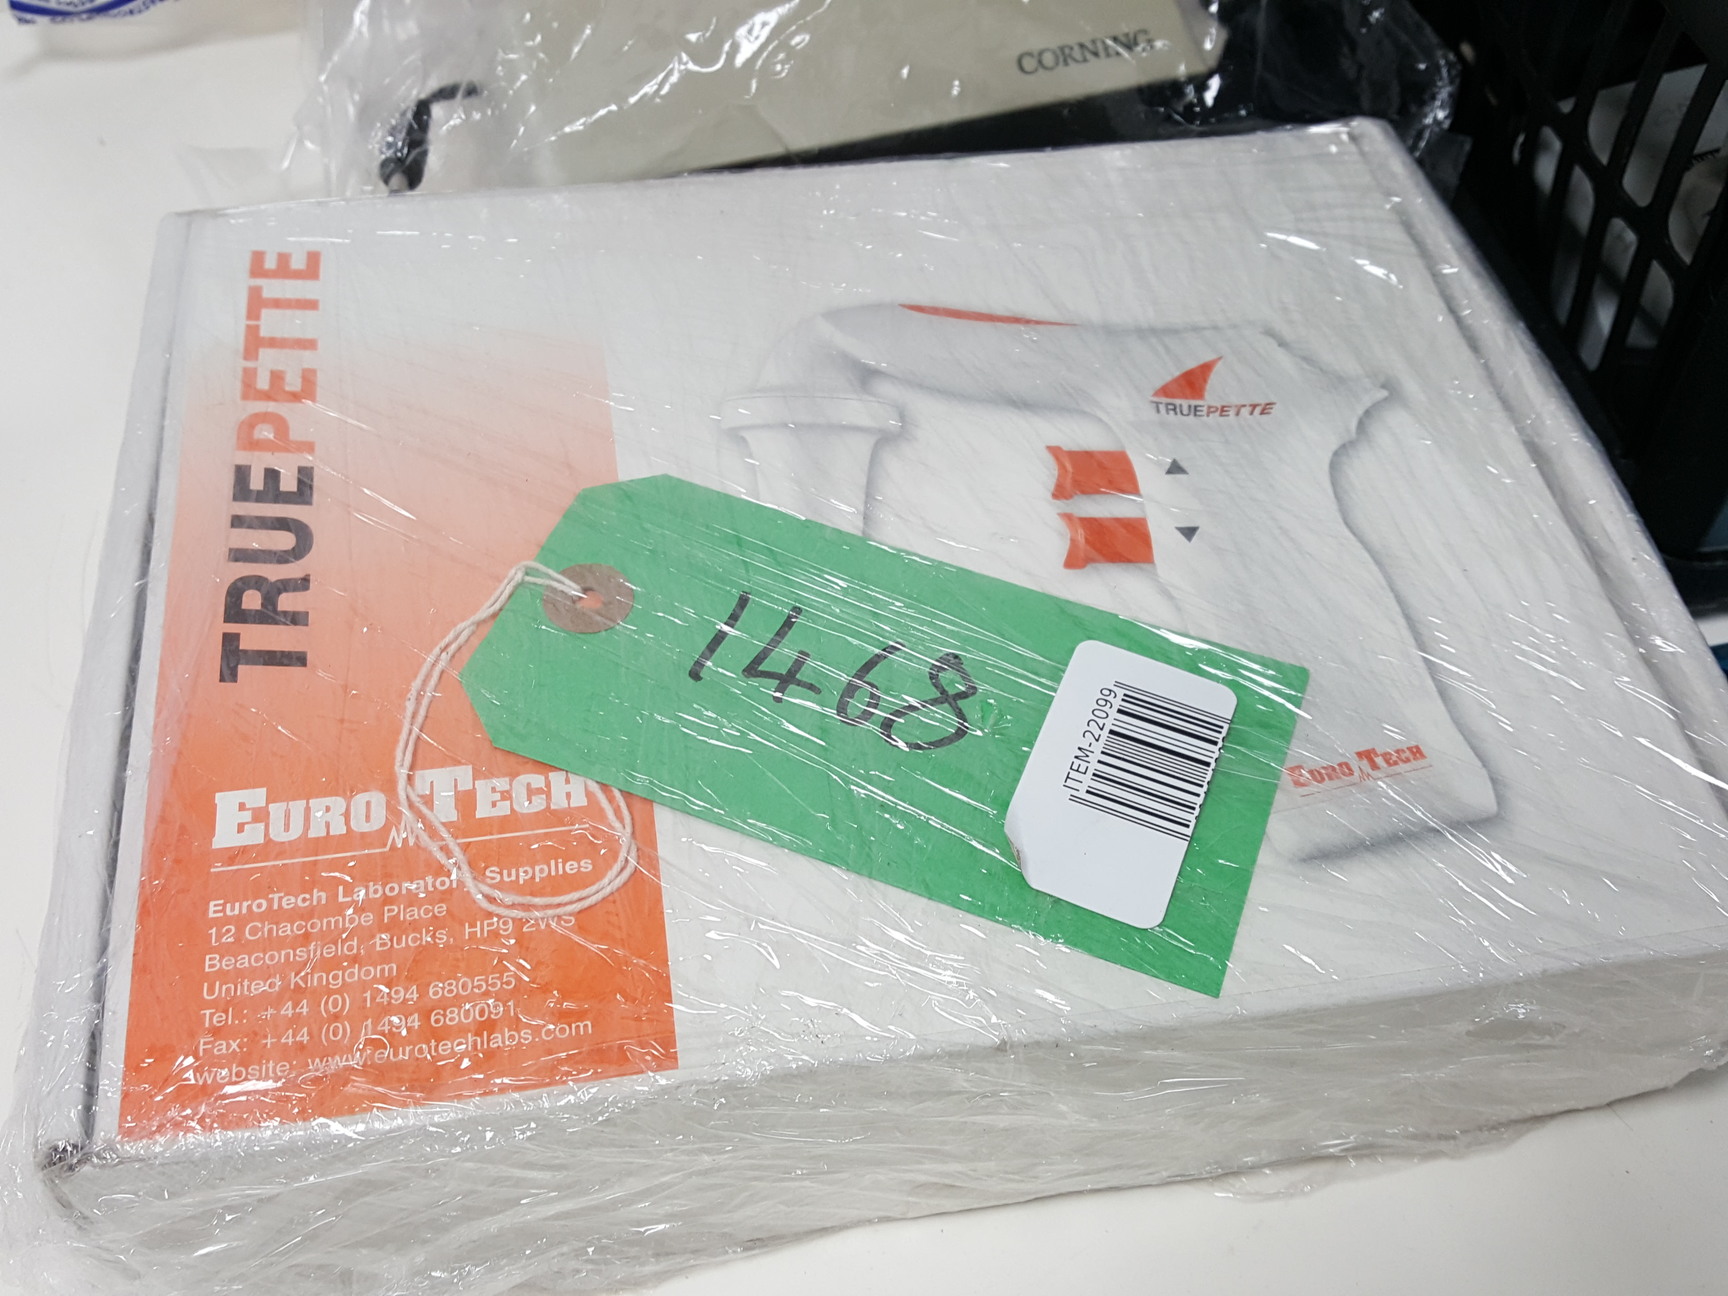 CORNING
TRUEPETTE
TRUEPETTE
1468
ITEM-22099
EURO TECH
EURO TECH
EuroTech Laboratory Supplies
12 Chacombe Place
Beaconsfield, Bucks, HP9 2WS
United Kingdom
Tel.: +44 (0) 1494 680555
Fax: +44 (0) 1494 680091
website: www.eurotechlabs.com